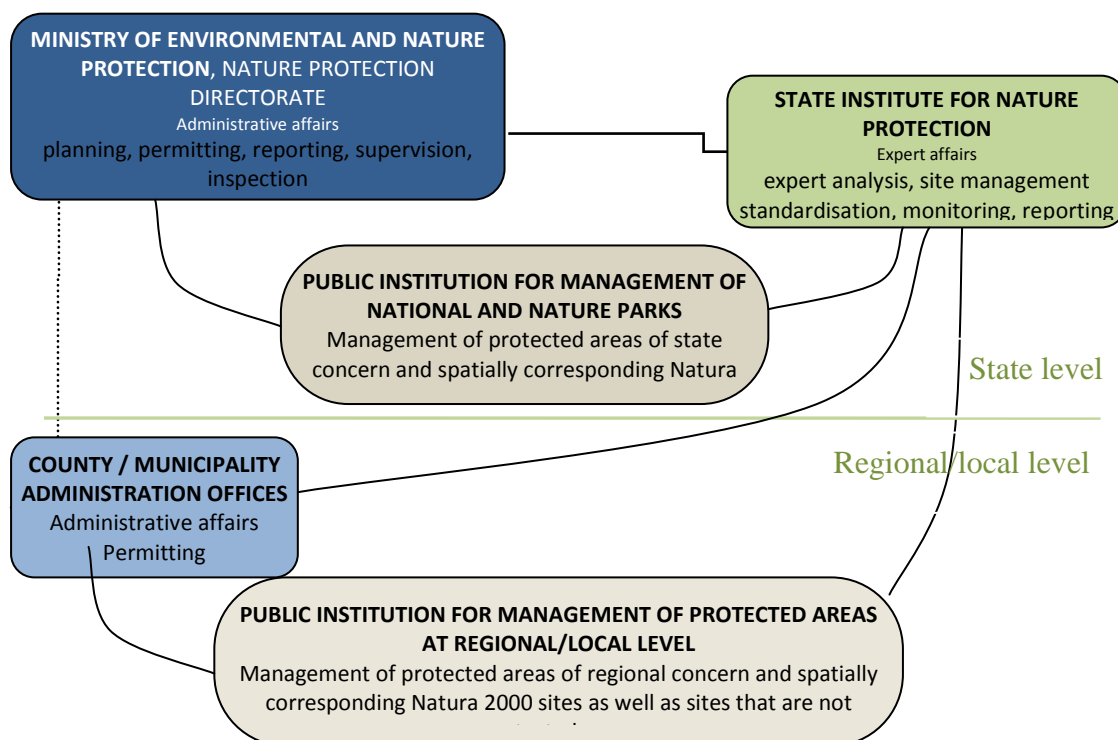 MINISTRY OF ENVIRONMENTAL AND NATURE
PROTECTION, NATURE PROTECTION
DIRECTORATE
Administrative affairs
planning, permitting, reporting, supervision,
inspection
STATE INSTITUTE FOR NATURE
PROTECTION
Expert affairs
expert analysis, site management
standardisation, monitoring, reporting
PUBLIC INSTITUTION FOR MANAGEMENT OF
NATIONAL AND NATURE PARKS
Management of protected areas of state
concern and spatially corresponding Natura
State level
Regional/local level
COUNTY / MUNICIPALITY
ADMINISTRATION OFFICES
Administrative affairs
Permitting
PUBLIC INSTITUTION FOR MANAGEMENT OF PROTECTED AREAS
AT REGIONAL/LOCAL LEVEL
Management of protected areas of regional concern and spatially
corresponding Natura 2000 sites as well as sites that are not